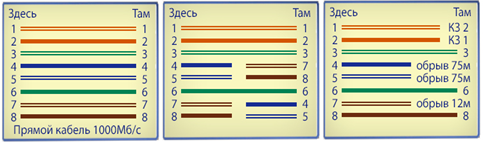 Здесь Там
1 1
2 2
3 3
4 4
5 5
6 6
7 7
8 8
Прямой кабель 1000Мб/с
Здесь Там
1 1
2 2
3 3
4 7
5 8
6 6
7 4
8 5
Здесь Там
1 КЗ 2
2 КЗ 1
3 3
4 обрыв 75м
5 обрыв 75м
6 6
7 обрыв 12м
8 8